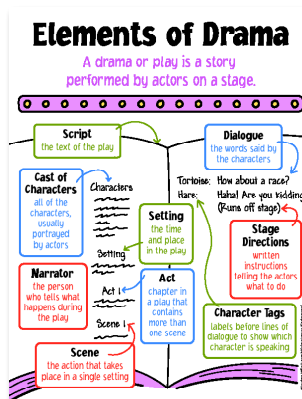 Elements of Drama
A drama or play is a story
performed by actors on a stage.
Script
the text of the play
Dialogue
the words said by
the characters
Cast of
Characters
all of the
characters,
usually
portrayed
by actors
Characters
Tortoise: How about a race?
Hare: Haha! Are you kidding
(Runs off stage)
Setting
the time
and place
in the play
Setting
Stage
Directions
written
instructions
telling the actors
what to do
Narrator
the person
who tells what
happens during
the play
Act 1
Act
chapter in
a play that
contains
more than
one scene
Scene 1
Character Tags
labels before lines of
dialogue to show which
character is speaking
Scene
the action that takes
place in a single setting